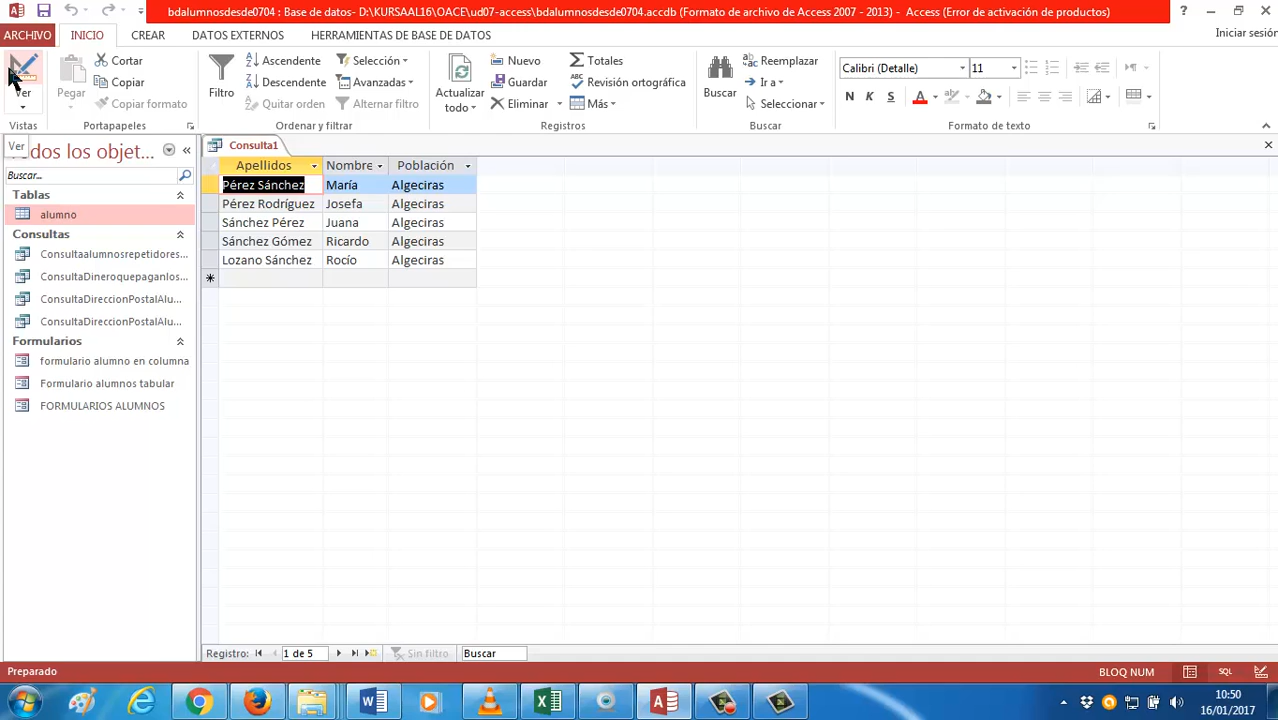 bdalumnosdesde0704 : Base de datos- D:\KURSAAL16\OACE\ud07-access\bdalumnosdesde0704.accdb (Formato de archivo de Access 2007 - 2013) - Access (Error de activación de productos)
ARCHIVO INICIO CREAR DATOS EXTERNOS HERRAMIENTAS DE BASE DE DATOS Iniciar sesión
Ver Pegar Cortar Filtro Ascendente Selección Actualizar todo Nuevo Totales Buscar Reemplazar Calibri (Detalle) 11
Copiar Descendente Avanzadas Guardar Revisión ortográfica Ir a
Copiar formato Quitar orden Alternar filtro Eliminar Más Seleccionar N K S
Vistas Portapapeles Ordenar y filtrar Registros Buscar Formato de texto
Ver
Todos los objet... «
Buscar...
Tablas
alumno
Consultas
Consultaalumnosrepetidores...
ConsultaDineroquepaganlos...
ConsultaDireccionPostalAlu...
ConsultaDireccionPostalAlu...
Formularios
formulario alumno en columna
Formulario alumnos tabular
FORMULARIOS ALUMNOS
Consulta1
Apellidos Nombre Población
Pérez Sánchez María Algeciras
Pérez Rodríguez Josefa Algeciras
Sánchez Pérez Juana Algeciras
Sánchez Gómez Ricardo Algeciras
Lozano Sánchez Rocío Algeciras
Registro: 1 de 5 Sin filtro Buscar
Preparado BLOQ NUM SQL
10:50
16/01/2017